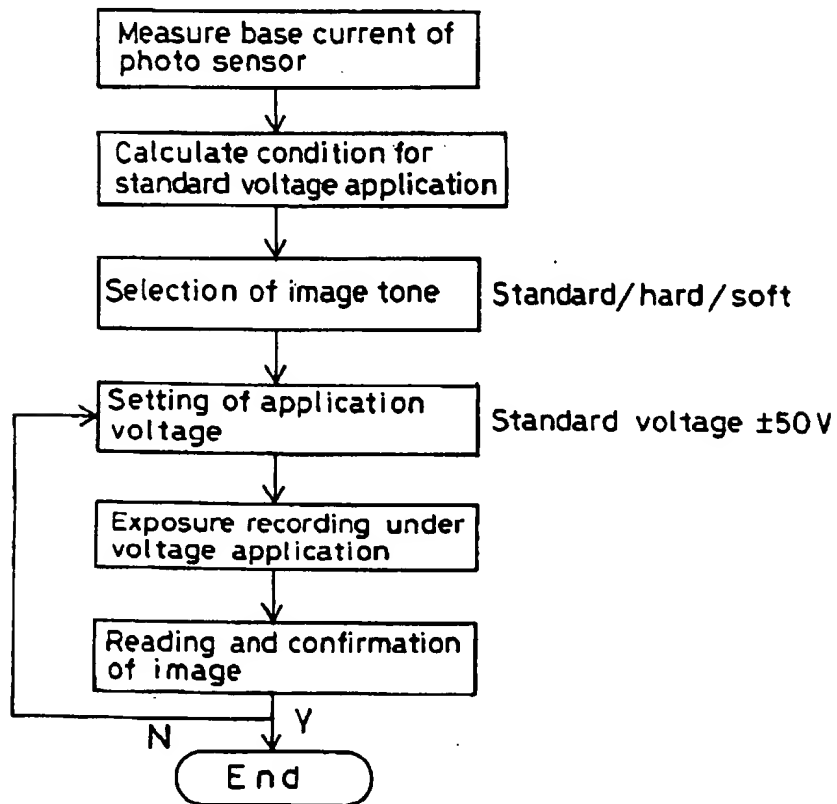 Measure base current of
photo sensor
Calculate condition for
standard voltage application
Selection of image tone
Standard/hard/soft
Setting of application
voltage
Standard voltage ±50V
Exposure recording under
voltage application
Reading and confirmation
of image
N
Y
End